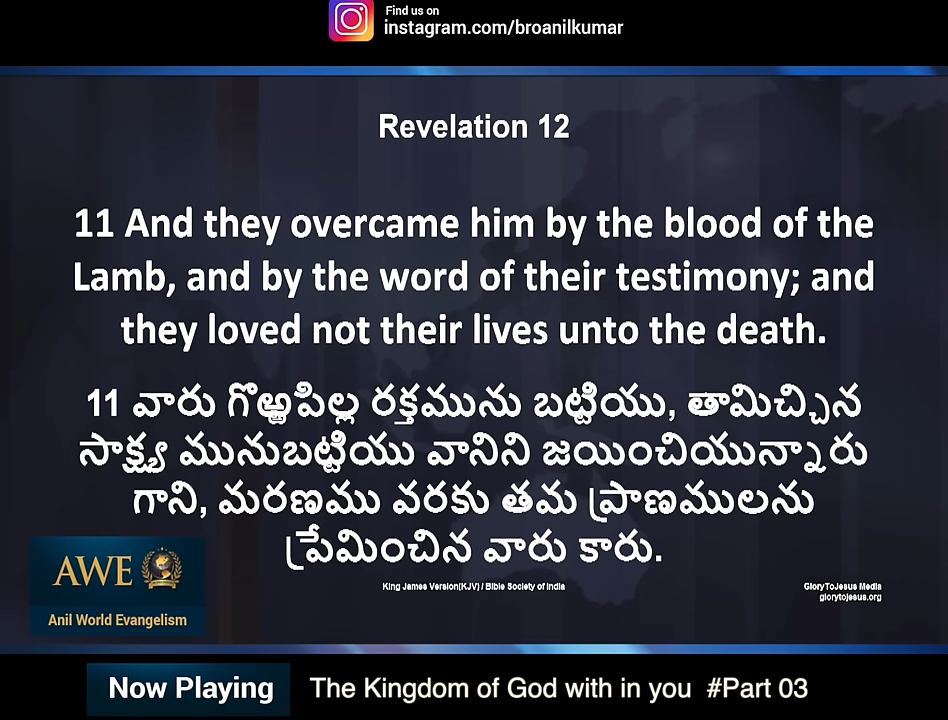 Find us on
instagram.com/broanilkumar
Revelation 12
11 And they overcame him by the blood of the
Lamb, and by the word of their testimony; and
they loved not their lives unto the death.
11 వారు గొఱ్ఱపిల్ల రక్తమును బట్టియు, తామిచ్చిన
సాక్ష్య మునుబట్టియు వానిని జయించియున్నారు
గాని, మరణము వరకు తమ ప్రాణములను
ప్రేమించిన వారు కారు.
King James Version(KJV) / Bible Society of India
GloryToJesus Media
glorytojesus.org
AWE
Anil World Evangelism
Now Playing The Kingdom of God with in you #Part 03